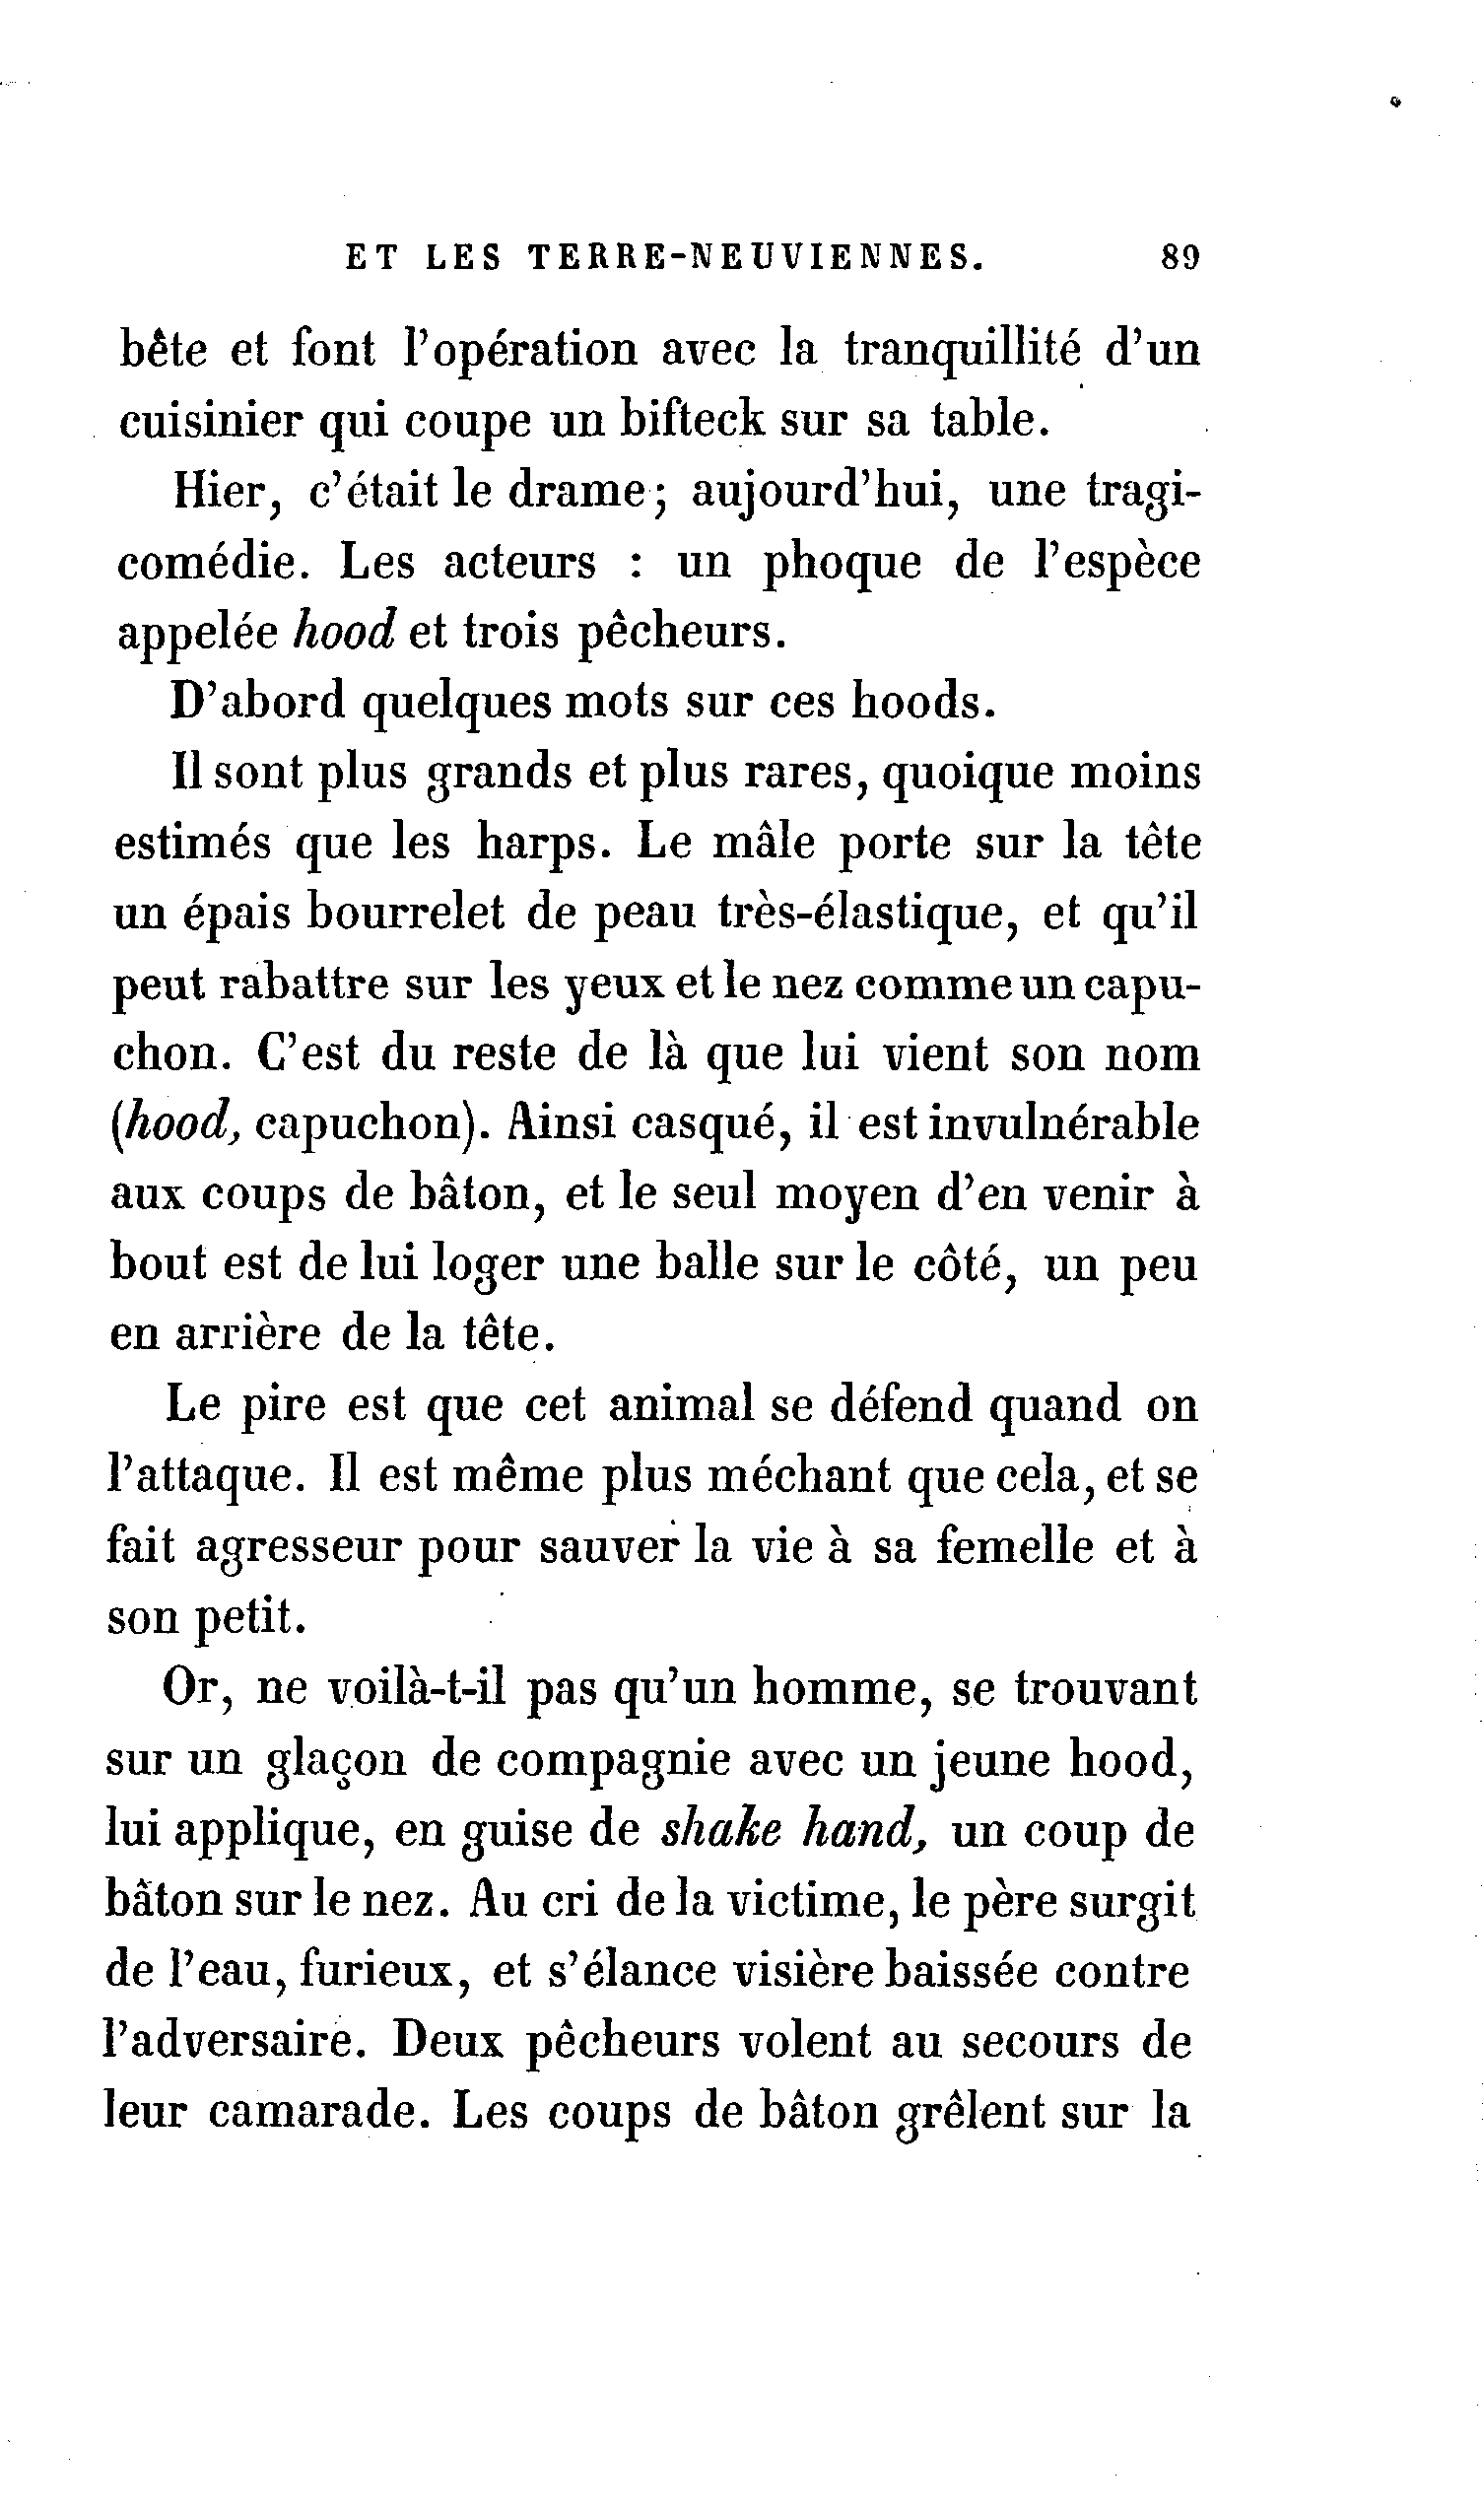 ET LES TERRE-NEUVIENNES. 89
bête et font l'opération avec la tranquillité d'un
cuisinier qui coupe un bifteck sur sa table.
Hier, c'était le drame; aujourd'hui, une tragi-
comédie. Les acteurs : un phoque de l'espèce
appelée hood et trois pêcheurs.
D'abord quelques mots sur ces hoods.
Il sont plus grands et plus rares, quoique moins
estimés que les harps. Le mâle porte sur la tête
un épais bourrelet de peau très-élastique, et qu'il
peut rabattre sur les yeux et le nez comme un capu-
chon. C'est du reste de là que lui vient son nom
(hood, capuchon). Ainsi casqué, il est invulnérable
aux coups de bâton, et le seul moyen d'en venir à
bout est de lui loger une balle sur le côté, un peu
en arrière de la tête.
Le pire est que cet animal se défend quand on
l'attaque. Il est même plus méchant que cela, et se
fait agresseur pour sauver la vie à sa femelle et à
son petit.
Or, ne voilà-t-il pas qu'un homme, se trouvant
sur un glaçon de compagnie avec un jeune hood,
lui applique, en guise de shake hand, un coup de
bâton sur le nez. Au cri de la victime, le père surgit
de l'eau, furieux, et s'élance visière baissée contre
l'adversaire. Deux pêcheurs volent au secours de
leur camarade. Les coups de bâton grêlent sur la